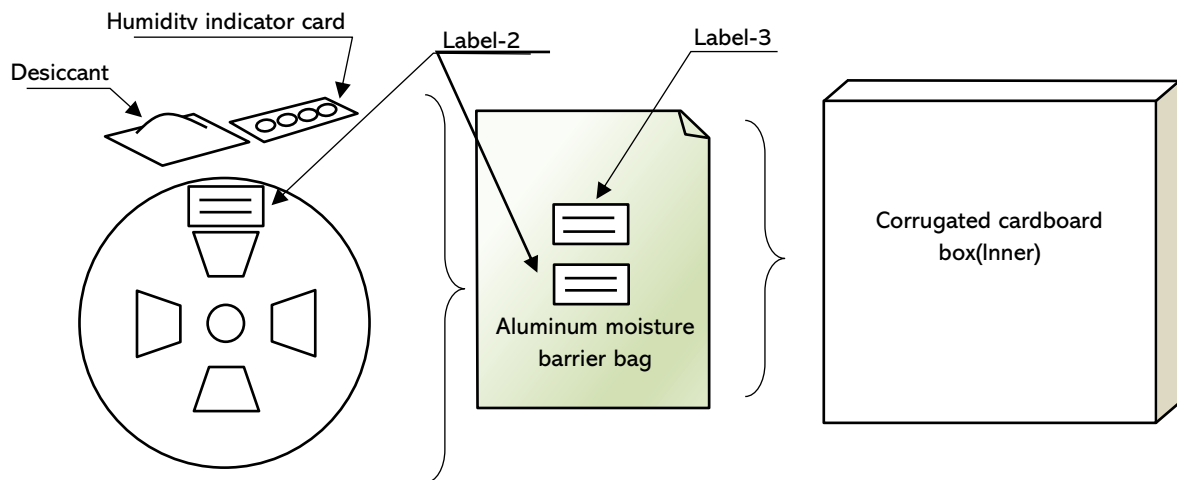 Humidity indicator card
Label-2
Label-3
Desiccant
Corrugated cardboard
box(Inner)
Aluminum moisture
barrier bag